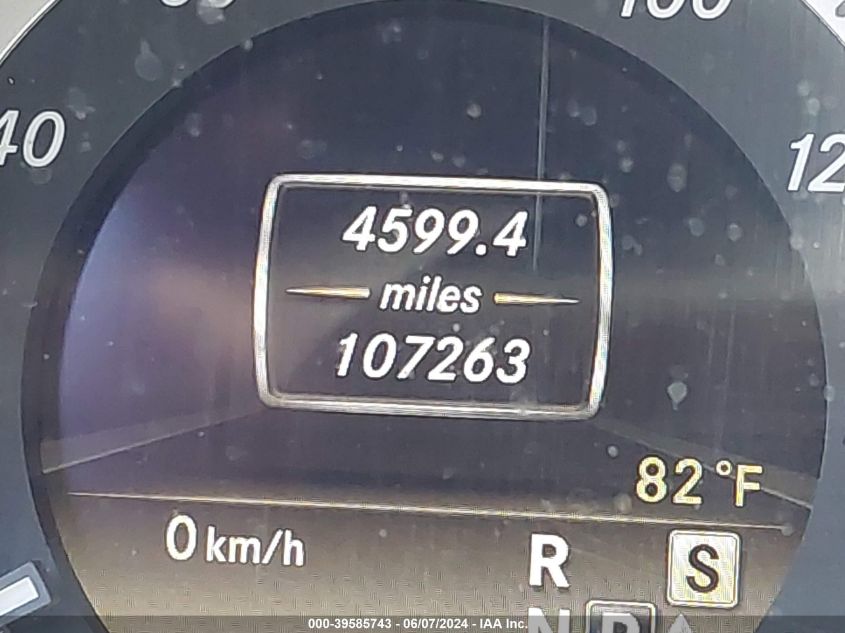 100
40
12
4599.4
miles
107263
82°F
0 km/h
R S
N P
000-39585743 - 06/07/2024 - IAA Inc.